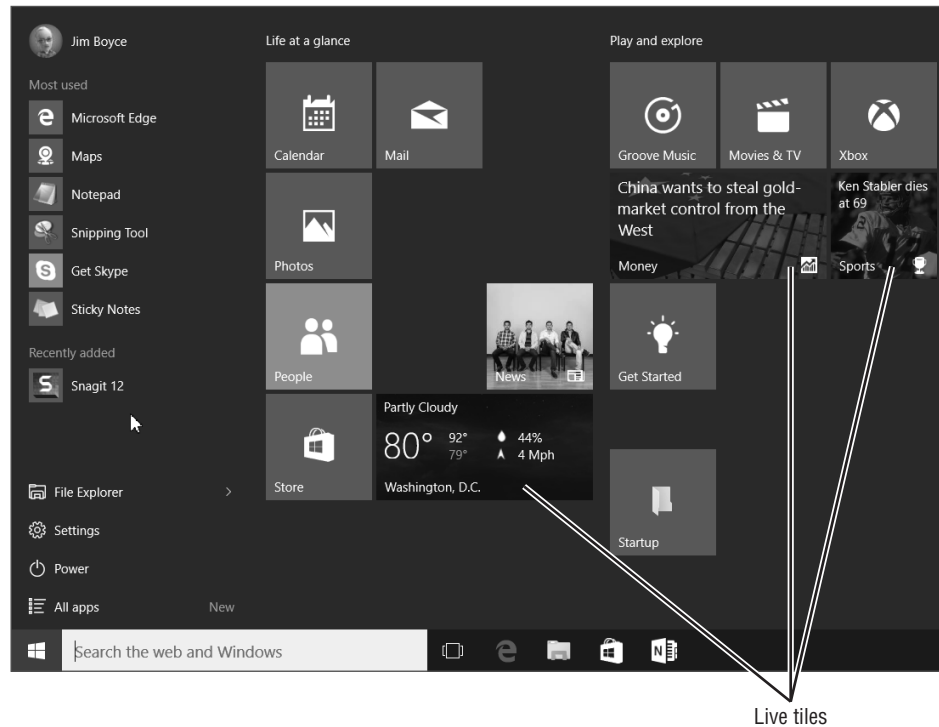 Jim Boyce
Most used
Microsoft Edge
Maps
Notepad
Snipping Tool
Get Skype
Sticky Notes
Recently added
Snagit 12
File Explorer
Settings
Power
All apps
New
Life at a glance
Calendar
Mail
Photos
People
News
Store
Partly Cloudy
80° 92° 44%
79° 4 Mph
Washington, D.C.
Play and explore
Groove Music
Movies & TV
Xbox
China wants to steal gold-
market control from the
West
Money
Ken Stabler dies
at 69
Sports
Get Started
Startup
Search the web and Windows
Live tiles